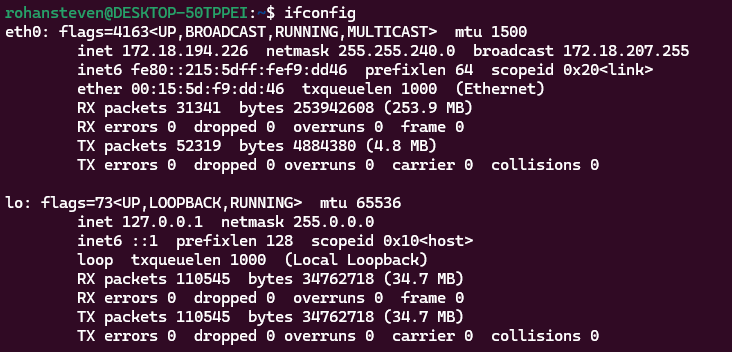 rohansteven@DESKTOP-50TPPEI:~$ ifconfig
eth0: flags=4163<UP,BROADCAST,RUNNING,MULTICAST>  mtu 1500
        inet 172.18.194.226  netmask 255.255.240.0  broadcast 172.18.207.255
        inet6 fe80::215:5dff:fef9:dd46  prefixlen 64  scopeid 0x20<link>
        ether 00:15:5d:f9:dd:46  txqueuelen 1000  (Ethernet)
        RX packets 31341  bytes 253942608 (253.9 MB)
        RX errors 0  dropped 0  overruns 0  frame 0
        TX packets 52319  bytes 4884380 (4.8 MB)
        TX errors 0  dropped 0 overruns 0  carrier 0  collisions 0

lo: flags=73<UP,LOOPBACK,RUNNING>  mtu 65536
        inet 127.0.0.1  netmask 255.0.0.0
        inet6 ::1  prefixlen 128  scopeid 0x10<host>
        loop  txqueuelen 1000  (Local Loopback)
        RX packets 110545  bytes 34762718 (34.7 MB)
        RX errors 0  dropped 0  overruns 0  frame 0
        TX packets 110545  bytes 34762718 (34.7 MB)
        TX errors 0  dropped 0 overruns 0  carrier 0  collisions 0